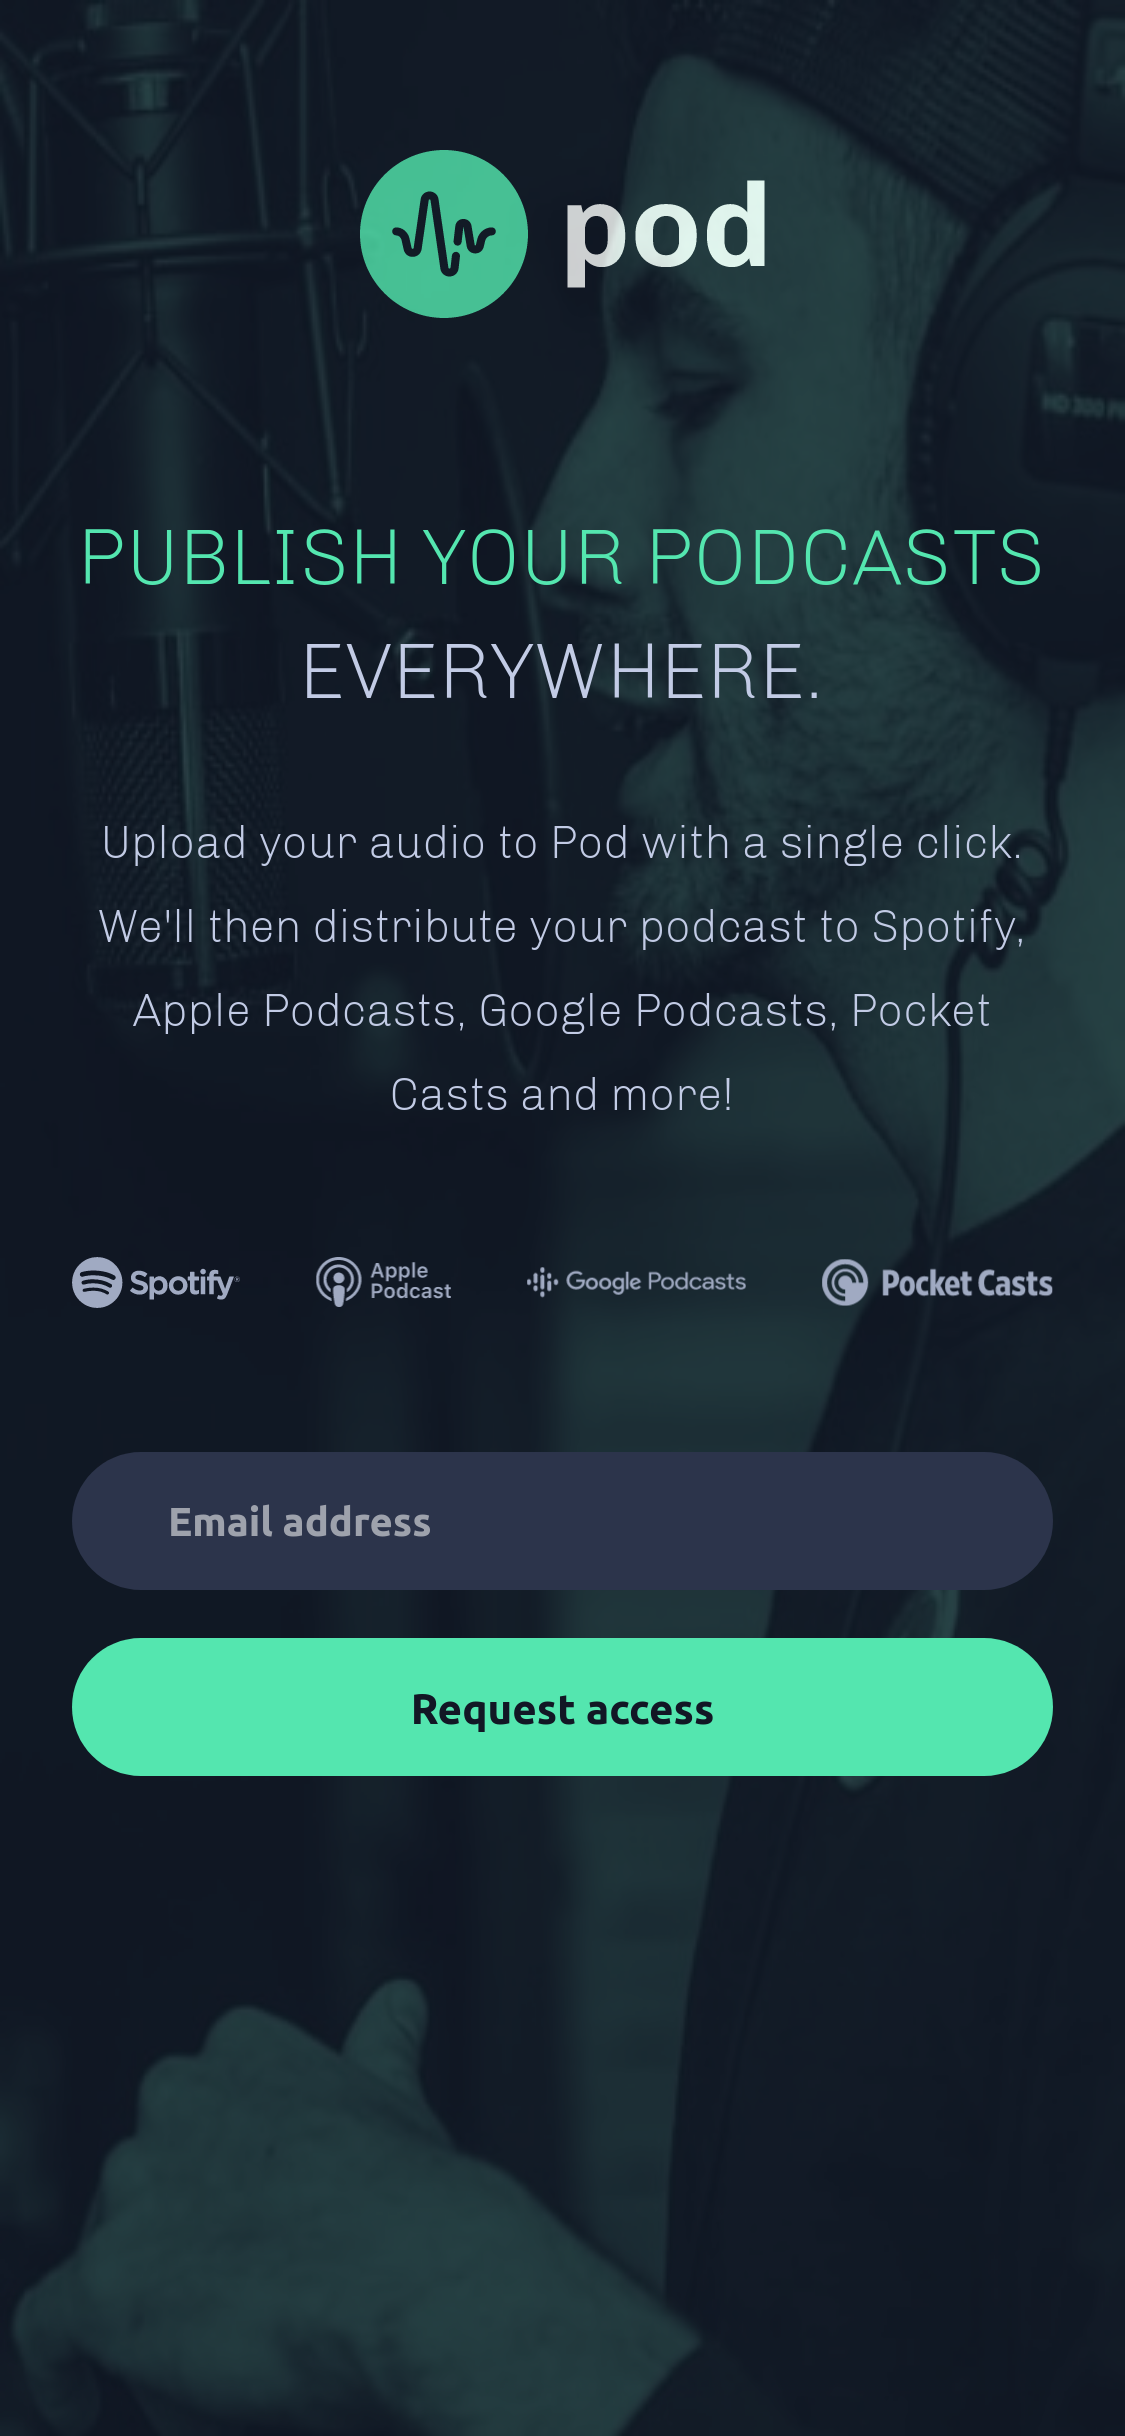 pod
PUBLISH YOUR PODCASTS
EVERYWHERE.
Upload your audio to Pod with a single click.
We'll then distribute your podcast to Spotify,
Apple Podcasts, Google Podcasts, Pocket
Casts and more!
Spotify®
Apple
Podcast
Google Podcasts
Pocket Casts
Email address
Request access